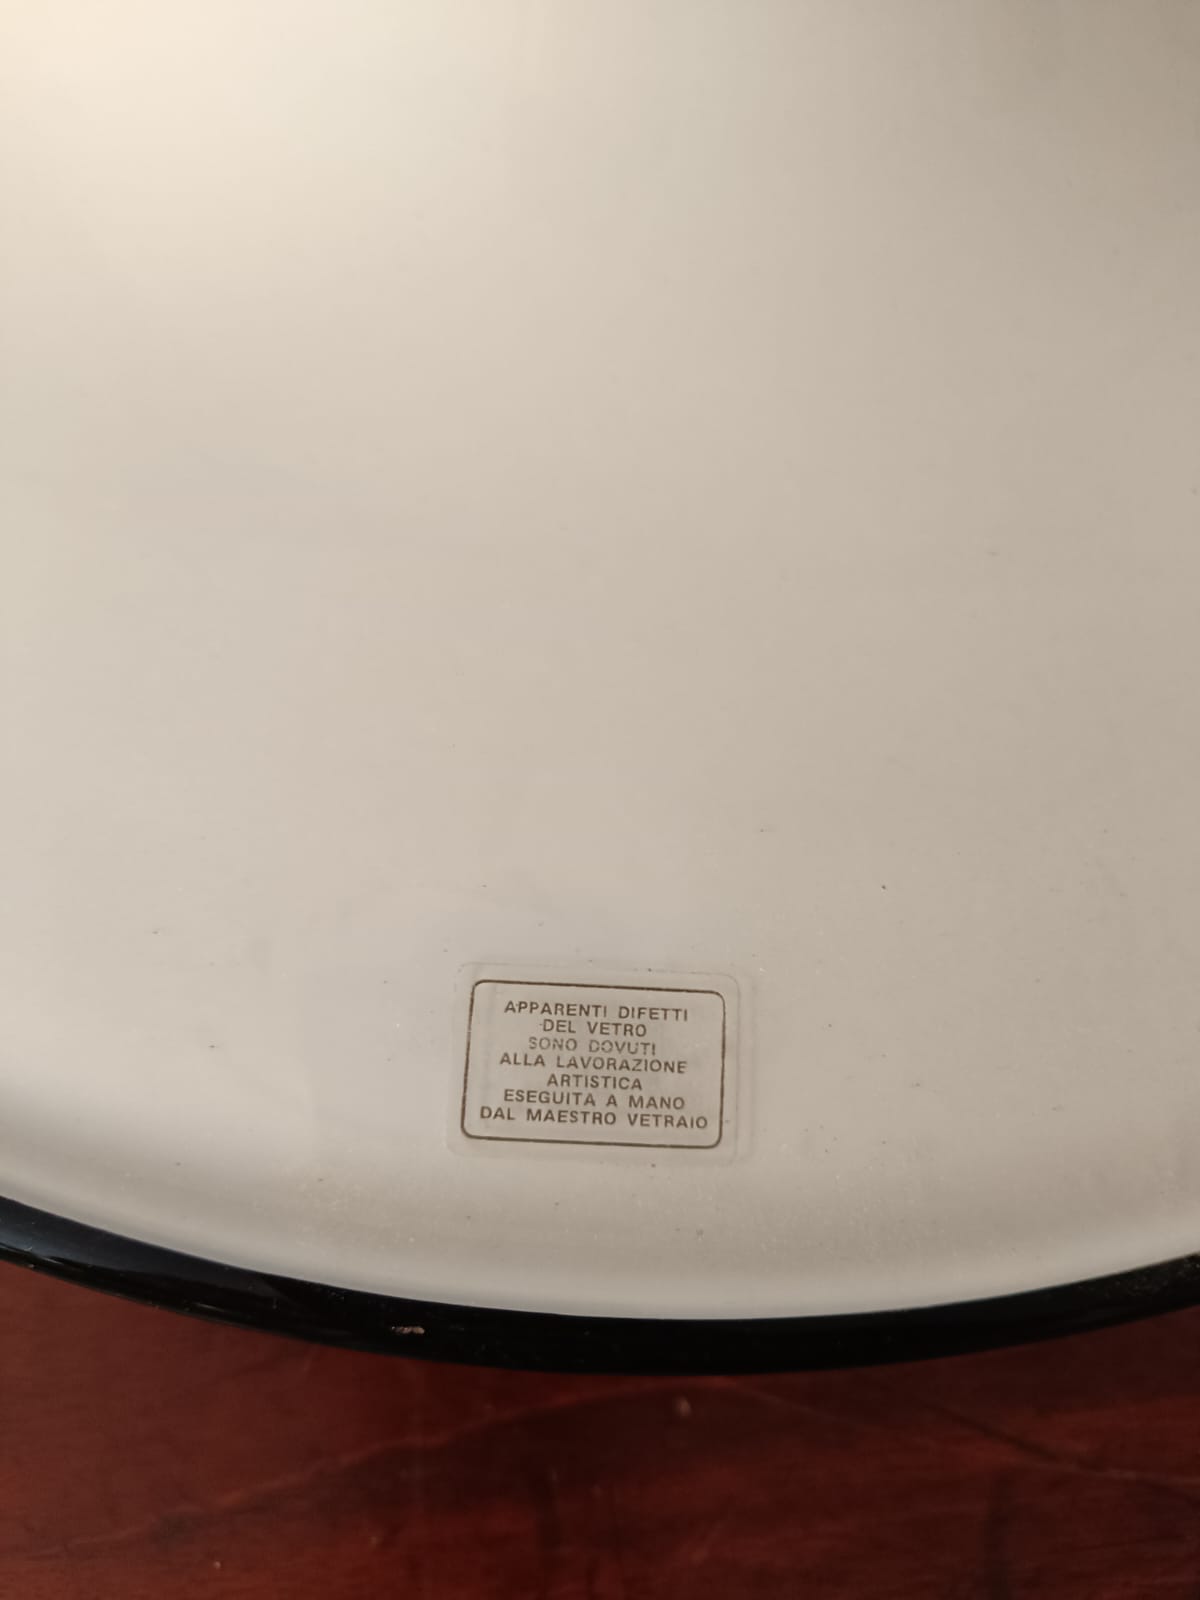 APPARENTI DIFETTI
DEL VETRO
SONO DOVUTI
ALLA LAVORAZIONE
ARTISTICA
ESEGUITA A MANO
DAL MAESTRO VETRAIO